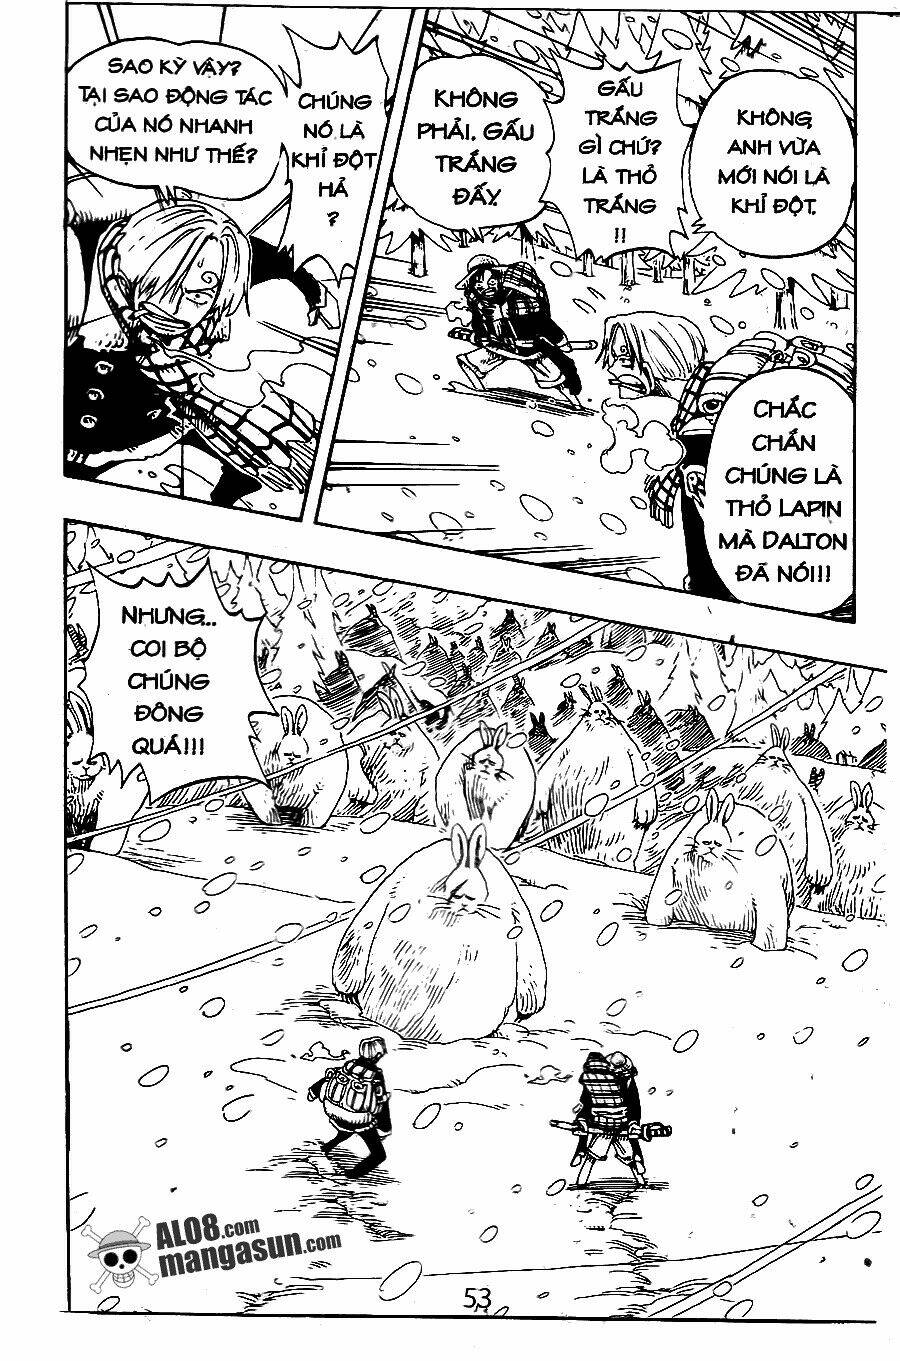 SAO KỲ VẬY?
TẠI SAO ĐỘNG TÁC
CỦA NÓ NHANH
NHẸN NHƯ THẾ?
CHÚNG
NÓ LÀ
KHỈ ĐỘT
HẢ
?
KHÔNG
PHẢI. GẤU
TRẮNG
ĐẤY.
GẤU
TRẮNG
GÌ CHỨ?
LÀ THỎ
TRẮNG
!!
KHÔNG,
ANH VỪA
MỚI NÓI LÀ
KHỈ ĐỘT.
CHẮC
CHẮN
CHÚNG LÀ
THỎ LAPIN
MÀ DALTON
ĐÃ NÓI!!!
NHƯNG...
COI BỘ
CHÚNG
ĐÔNG
QUÁ!!!
ALO8.com
mangasun.com
53